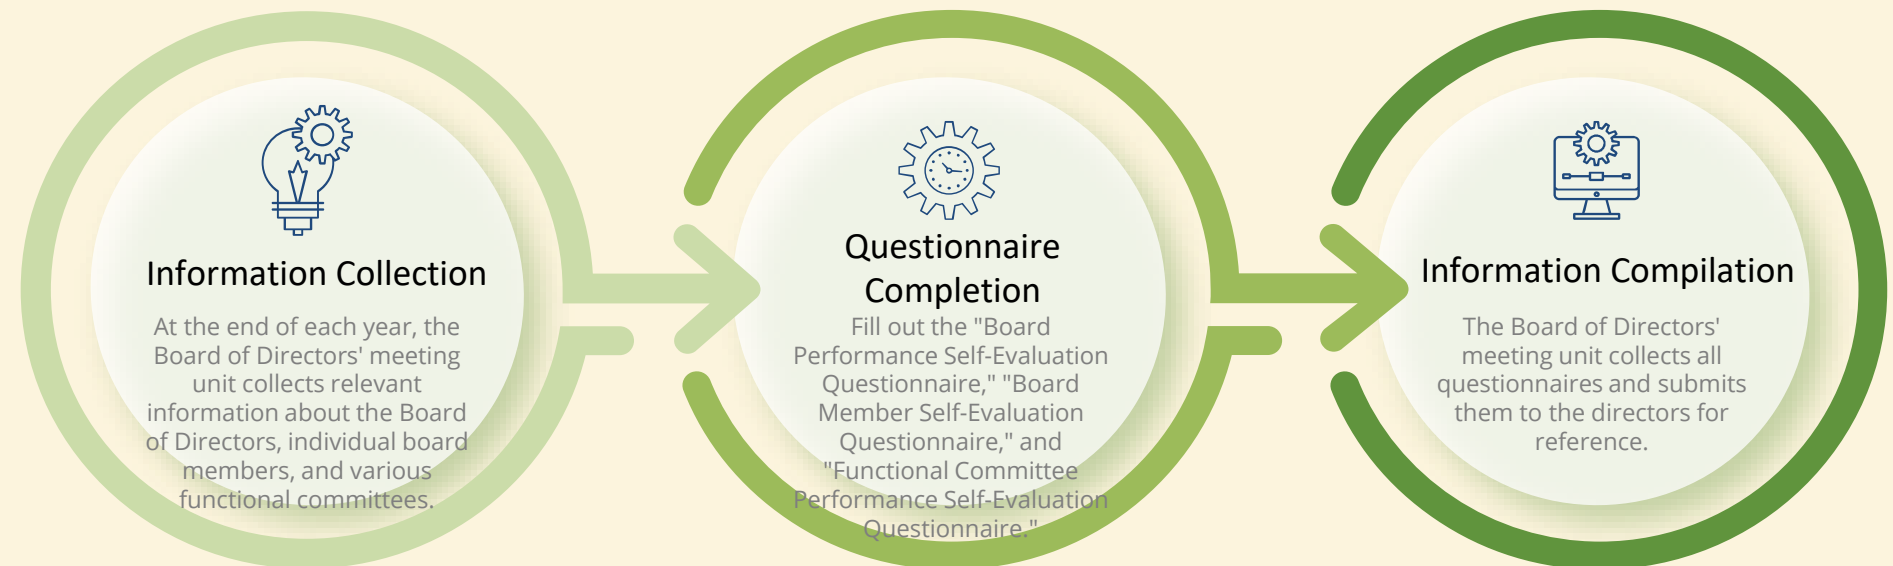 Information Collection
At the end of each year, the
Board of Directors' meeting
unit collects relevant
information about the Board
of Directors, individual board
members, and various
functional committees.
Questionnaire
Completion
Fill out the "Board
Performance Self-Evaluation
Questionnaire," "Board
Member Self-Evaluation
Questionnaire," and
"Functional Committee
Performance Self-Evaluation
Questionnaire."
Information Compilation
The Board of Directors'
meeting unit collects all
questionnaires and submits
them to the directors for
reference.